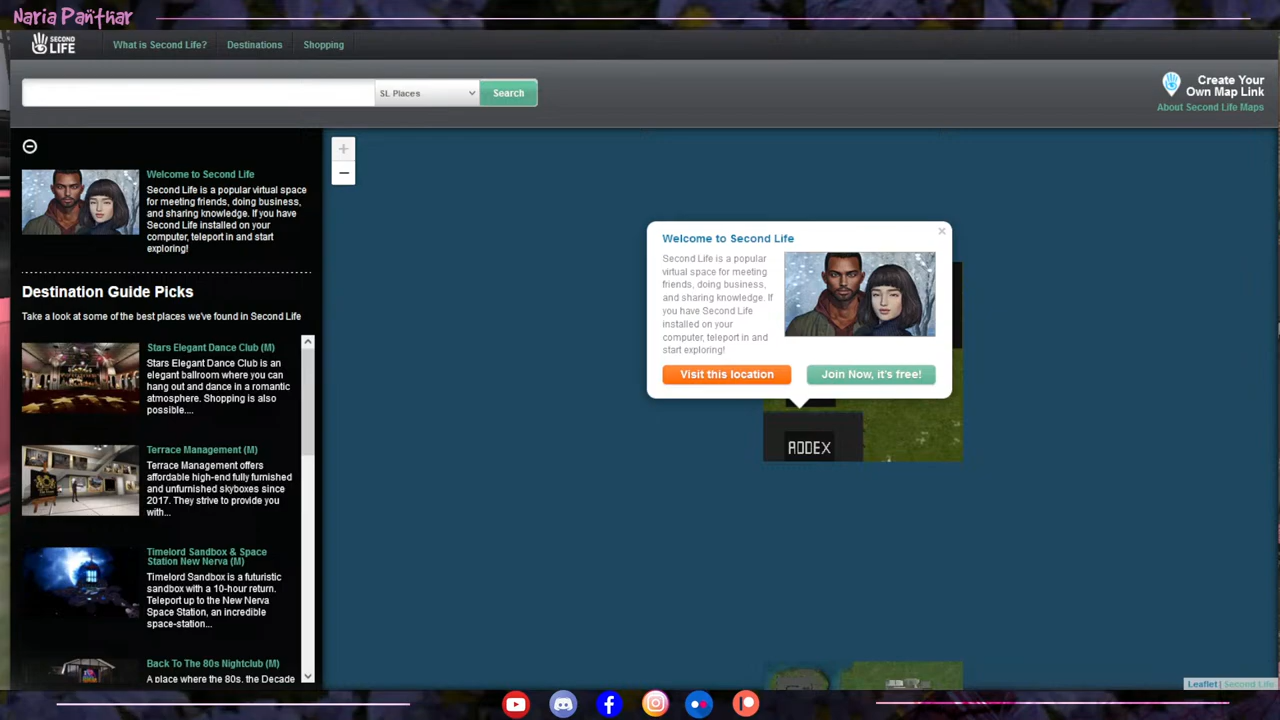 Naria Panthar
SECOND LIFE
What is Second Life?
Destinations
Shopping
SL Places
Search
Create Your
Own Map Link
About Second Life Maps
Welcome to Second Life
Second Life is a popular virtual space
for meeting friends, doing business,
and sharing knowledge. If you have
Second Life installed on your
computer, teleport in and start
exploring!
Destination Guide Picks
Take a look at some of the best places we've found in Second Life
Stars Elegant Dance Club (M)
Stars Elegant Dance Club is an
elegant ballroom where you can
hang out and dance in a romantic
atmosphere. Shopping is also
possible....
Terrace Management (M)
Terrace Management offers
affordable high-end fully furnished
and unfurnished skyboxes since
2017. They strive to provide you
with...
Timelord Sandbox & Space
Station New Nerva (M)
Timelord Sandbox is a futuristic
sandbox with a 10-hour return.
Teleport up to the New Nerva
Space Station, an incredible
space-station...
Back To The 80s Nightclub (M)
A place where the 80s, the Decade
+
−
Welcome to Second Life
Second Life is a popular
virtual space for meeting
friends, doing business,
and sharing knowledge. If
you have Second Life
installed on your
computer, teleport in and
start exploring!
Visit this location
Join Now, it's free!
ADDEX
Leaflet | Second Life